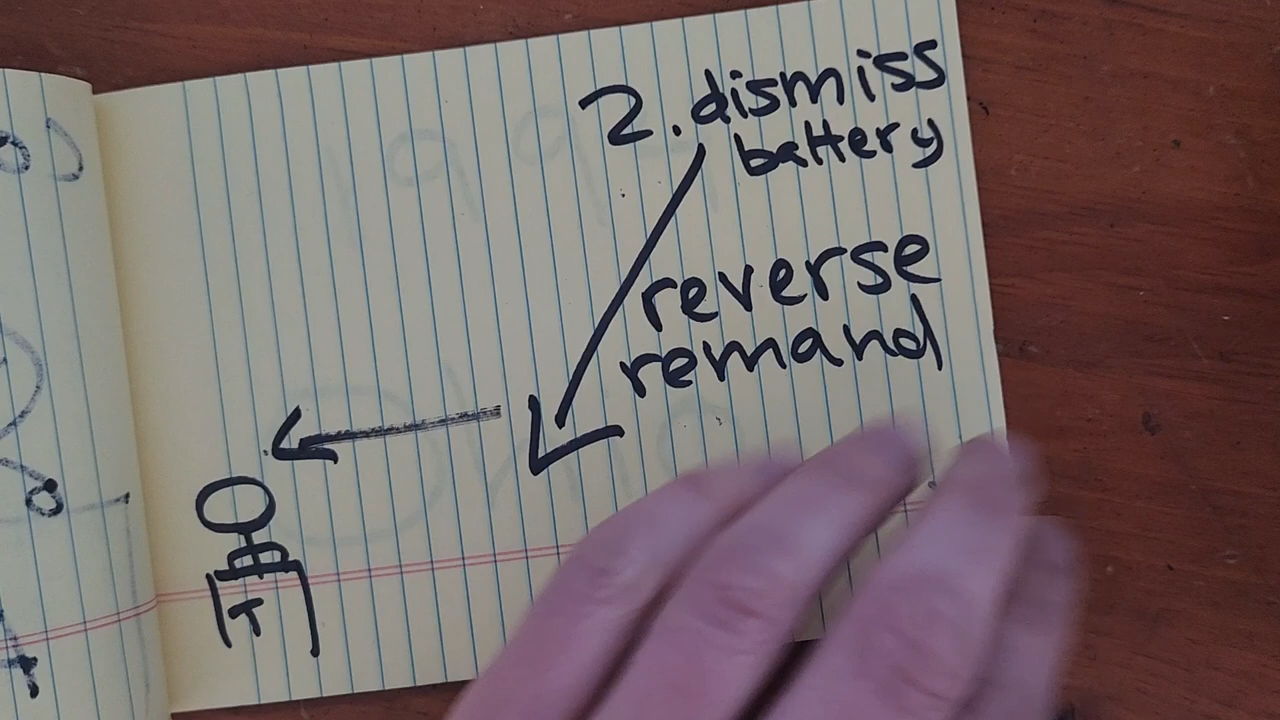 2. dismiss
battery
reverse
remand
T